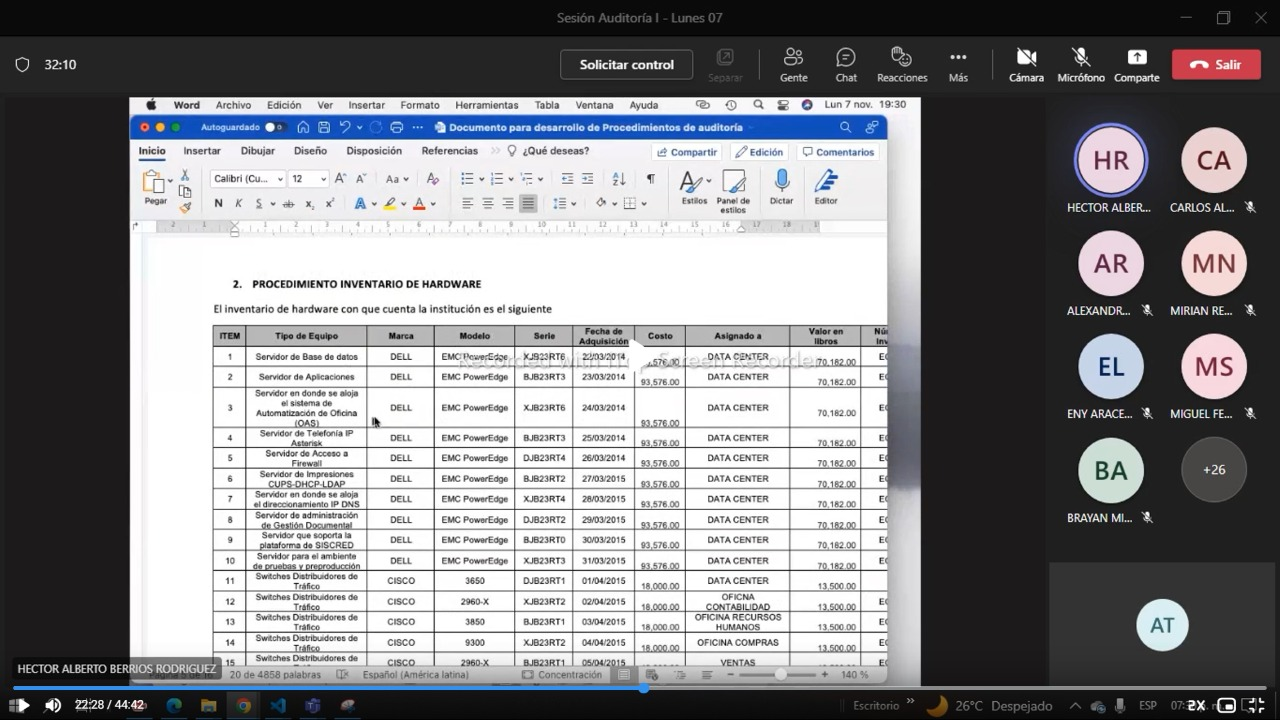 Sesión Auditoría I - Lunes 07
32:10
Solicitar control
Separar
Gente
Chat
Reacciones
Más
Cámara
Micrófono
Comparte
Salir
Word Archivo Edición Ver Insertar Formato Herramientas Tabla Ventana Ayuda Lun 7 nov. 19:30
Autoguardado Documento para desarrollo de Procedimientos de auditoría
Inicio Insertar Dibujar Diseño Disposición Referencias ¿Qué deseas? Compartir Edición Comentarios
Pegar
Calibri (Cu... 12
Estilos
Panel de
estilos
Dictar
Editor
2. PROCEDIMIENTO INVENTARIO DE HARDWARE
El inventario de hardware con que cuenta la institución es el siguiente
ITEM Tipo de Equipo Marca Modelo Serie Fecha de Adquisición Costo Asignado a Valor en libros
1 Servidor de Base de datos DELL EMC PowerEdge XJB23RT6 22/03/2014 93,576.00 DATA CENTER 70,182.00
2 Servidor de Aplicaciones DELL EMC PowerEdge BJB23RT3 23/03/2014 93,576.00 DATA CENTER 70,182.00
3 Servidor en donde se aloja el sistema de Automatización de Oficina (OAS) DELL EMC PowerEdge XJB23RT6 24/03/2014 93,576.00 DATA CENTER 70,182.00
4 Servidor de Telefonía IP Asterisk DELL EMC PowerEdge BJB23RT3 25/03/2014 93,576.00 DATA CENTER 70,182.00
5 Servidor de Acceso a Firewall DELL EMC PowerEdge DJB23RT4 26/03/2014 93,576.00 DATA CENTER 70,182.00
6 Servidor de Impresiones CUPS-DHCP-LDAP DELL EMC PowerEdge BJB23RT2 27/03/2015 93,576.00 DATA CENTER 70,182.00
7 Servidor en donde se aloja el direccionamiento IP DNS DELL EMC PowerEdge XJB23RT4 28/03/2015 93,576.00 DATA CENTER 70,182.00
8 Servidor de administración de Gestión Documental DELL EMC PowerEdge DJB23RT2 29/03/2015 93,576.00 DATA CENTER 70,182.00
9 Servidor que soporta la plataforma de SISCRED DELL EMC PowerEdge BJB23RT0 30/03/2015 93,576.00 DATA CENTER 70,182.00
10 Servidor para el ambiente de pruebas y preproducción DELL EMC PowerEdge XJB23RT3 31/03/2015 93,576.00 DATA CENTER 70,182.00
11 Switches Distribuidores de Tráfico CISCO 3650 DJB23RT1 01/04/2015 18,000.00 DATA CENTER 13,500.00
12 Switches Distribuidores de Tráfico CISCO 2960-X XJB23RT2 02/04/2015 18,000.00 OFICNA CONTABILIDAD 13,500.00
13 Switches Distribuidores de Tráfico CISCO 3850 BJB23RT1 03/04/2015 18,000.00 OFICINA RECURSOS HUMANOS 13,500.00
14 Switches Distribuidores de Tráfico CISCO 9300 XJB23RT2 04/04/2015 18,000.00 OFICINA COMPRAS 13,500.00
15 Switches Distribuidores de CISCO 2960-X BJB23RT1 05/04/2015 VENTAS
Recorded with iTop Screen Recorder
HR
HECTOR ALBER...
CA
CARLOS AL...
AR
ALEXANDR...
MN
MIRIAN RE...
EL
ENY ARACE...
MS
MIGUEL FE...
BA
BRAYAN MI...
+26
AT
HECTOR ALBERTO BERRIOS RODRIGUEZ
20 de 4858 palabras Español (América latina) Concentración 140 %
22:28 / 44:42
Escritorio
26°C Despejado
ESP
2X